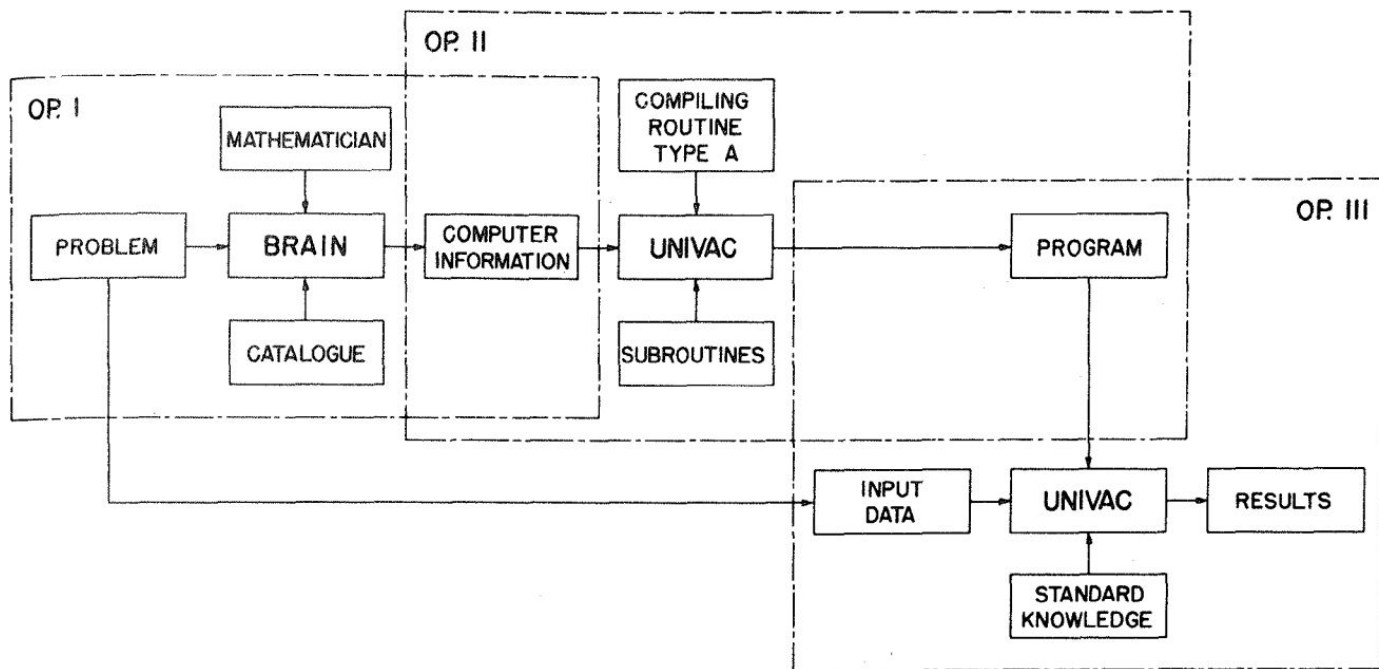 OP. II
OP. I
COMPILING
ROUTINE
TYPE A
MATHEMATICIAN
OP. III
PROBLEM
BRAIN
COMPUTER
INFORMATION
UNIVAC
PROGRAM
CATALOGUE
SUBROUTINES
INPUT
DATA
UNIVAC
RESULTS
STANDARD
KNOWLEDGE